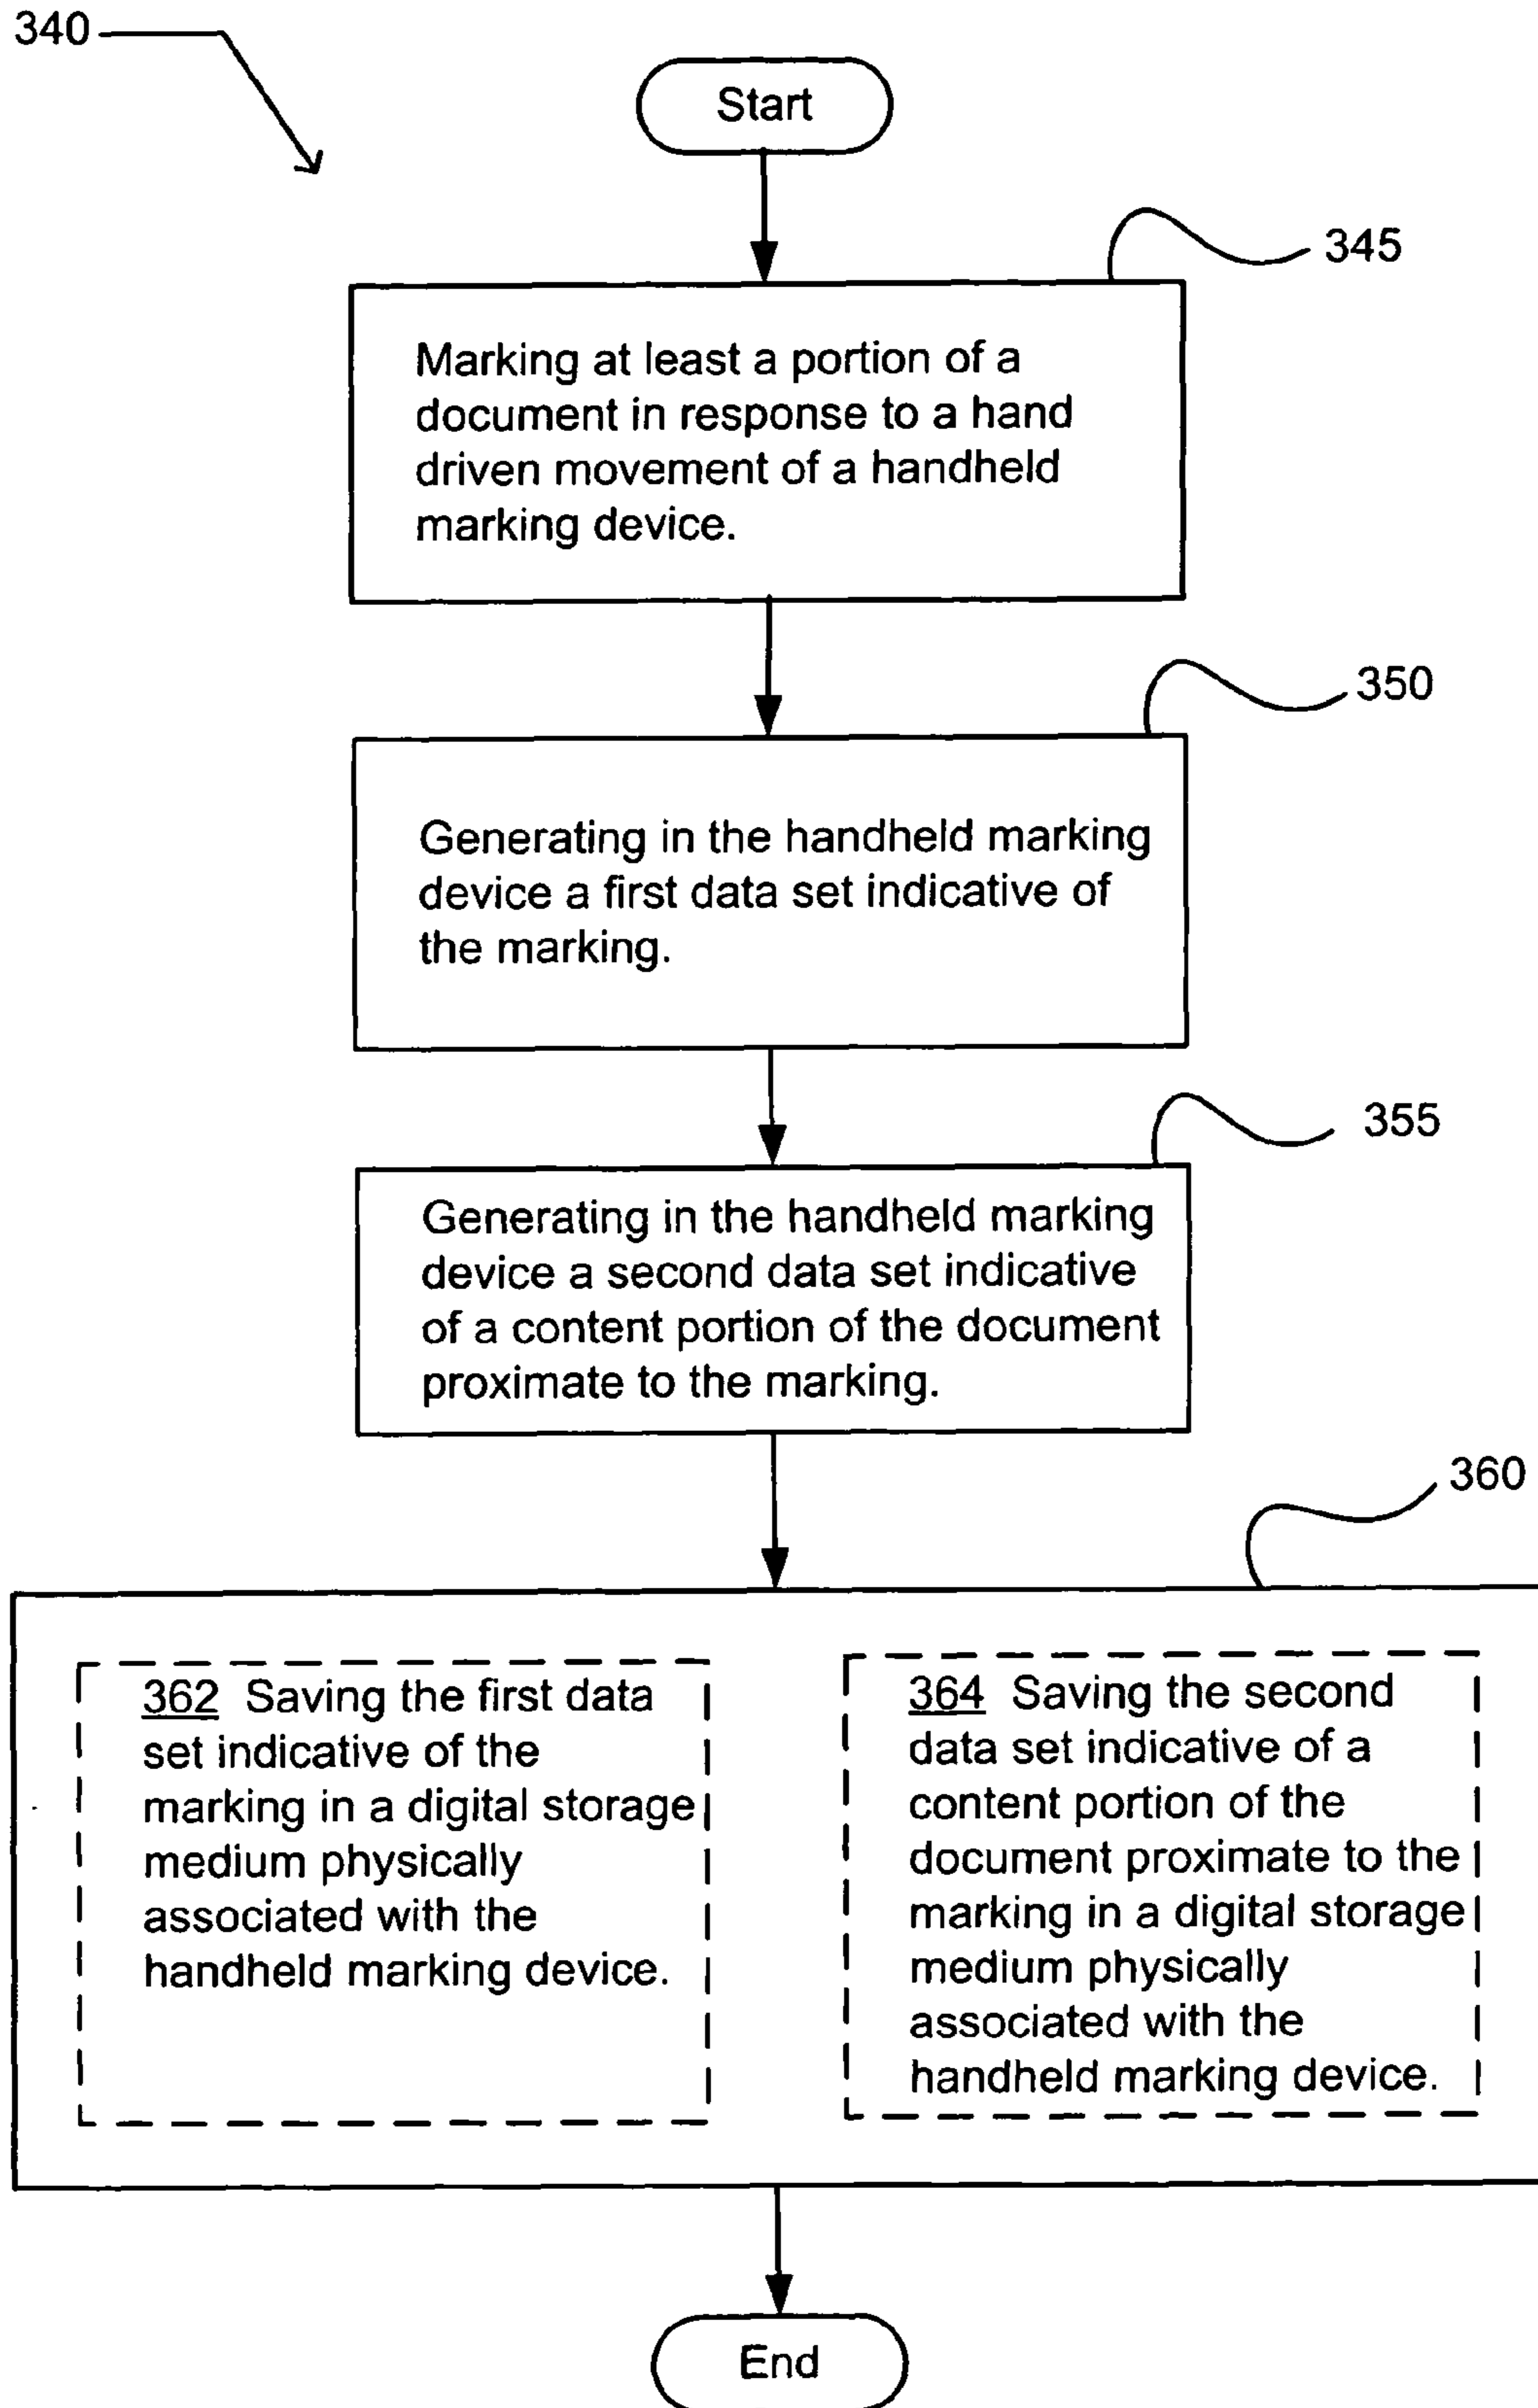 340
Start
345
Marking at least a portion of a
document in response to a hand
driven movement of a handheld
marking device.
350
Generating in the handheld marking
device a first data set indicative of
the marking.
355
Generating in the handheld marking
device a second data set indicative
of a content portion of the document
proximate to the marking.
360
362 Saving the first data
set indicative of the
marking in a digital storage
medium physically
associated with the
handheld marking device.
364 Saving the second
data set indicative of a
content portion of the
document proximate to the
marking in a digital storage
medium physically
associated with the
handheld marking device.
End